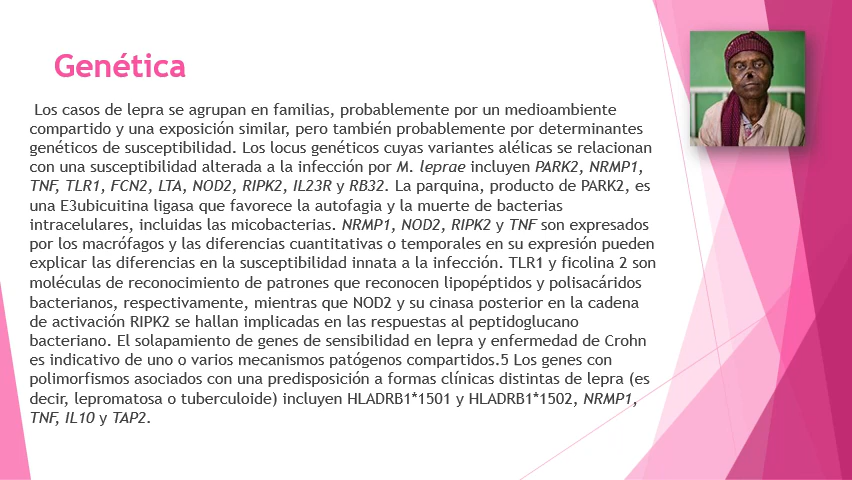 Genética
Los casos de lepra se agrupan en familias, probablemente por un medioambiente
compartido y una exposición similar, pero también probablemente por determinantes
genéticos de susceptibilidad. Los locus genéticos cuyas variantes alélicas se relacionan
con una susceptibilidad alterada a la infección por M. leprae incluyen PARK2, NRMP1,
TNF, TLR1, FCN2, LTA, NOD2, RIPK2, IL23R y RB32. La parquina, producto de PARK2, es
una E3ubicuitina ligasa que favorece la autofagia y la muerte de bacterias
intracelulares, incluidas las micobacterias. NRMP1, NOD2, RIPK2 y TNF son expresados
por los macrófagos y las diferencias cuantitativas o temporales en su expresión pueden
explicar las diferencias en la susceptibilidad innata a la infección. TLR1 y ficolina 2 son
moléculas de reconocimiento de patrones que reconocen lipopéptidos y polisacáridos
bacterianos, respectivamente, mientras que NOD2 y su cinasa posterior en la cadena
de activación RIPK2 se hallan implicadas en las respuestas al peptidoglucano
bacteriano. El solapamiento de genes de sensibilidad en lepra y enfermedad de Crohn
es indicativo de uno o varios mecanismos patógenos compartidos.5 Los genes con
polimorfismos asociados con una predisposición a formas clínicas distintas de lepra (es
decir, lepromatosa o tuberculoide) incluyen HLADRB1*1501 y HLADRB1*1502, NRMP1,
TNF, IL10 y TAP2.